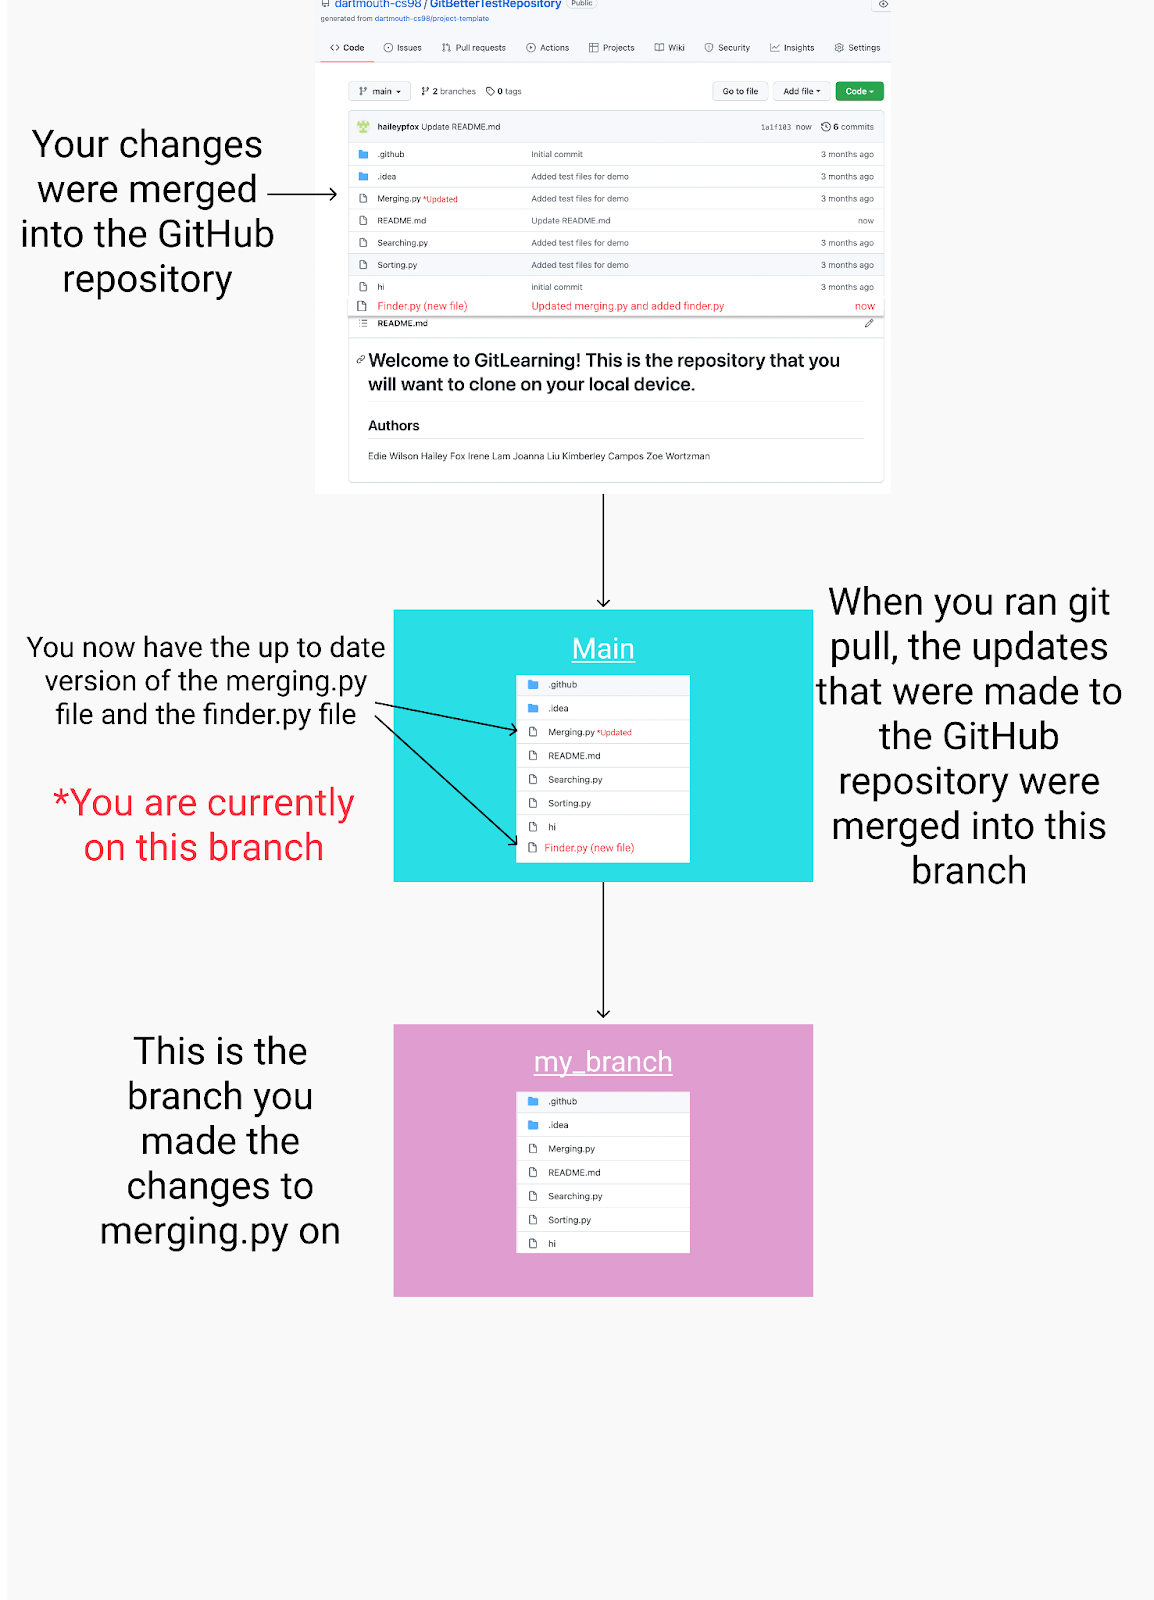 dartmouth-cs98 / GitBetterTestRepository Public
generated from dartmouth-cs98/project-template
Code Issues Pull requests Actions Projects Wiki Security Insights Settings
main 2 branches 0 tags Go to file Add file Code
haileypfox Update README.md 1a1f103 now 6 commits
.github Initial commit 3 months ago
.idea Added test files for demo 3 months ago
Merging.py *Updated Added test files for demo 3 months ago
README.md Update README.md now
Searching.py Added test files for demo 3 months ago
Sorting.py Added test files for demo 3 months ago
hi initial commit 3 months ago
Finder.py (new file) Updated merging.py and added finder.py now
README.md
Welcome to GitLearning! This is the repository that you
will want to clone on your local device.
Authors
Edie Wilson Hailey Fox Irene Lam Joanna Liu Kimberley Campos Zoe Wortzman
Your changes
were merged
into the GitHub
repository
Main
.github
.idea
Merging.py *Updated
README.md
Searching.py
Sorting.py
hi
Finder.py (new file)
You now have the up to date
version of the merging.py
file and the finder.py file
*You are currently
on this branch
When you ran git
pull, the updates
that were made to
the GitHub
repository were
merged into this
branch
my_branch
.github
.idea
Merging.py
README.md
Searching.py
Sorting.py
hi
This is the
branch you
made the
changes to
merging.py on